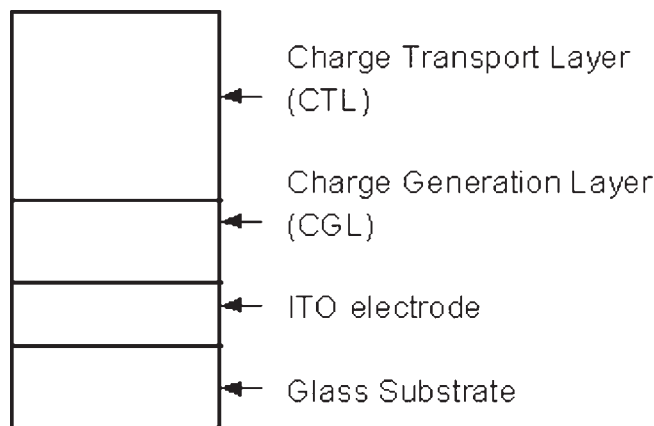 Charge Transport Layer
(CTL)
Charge Generation Layer
(CGL)
ITO electrode
Glass Substrate